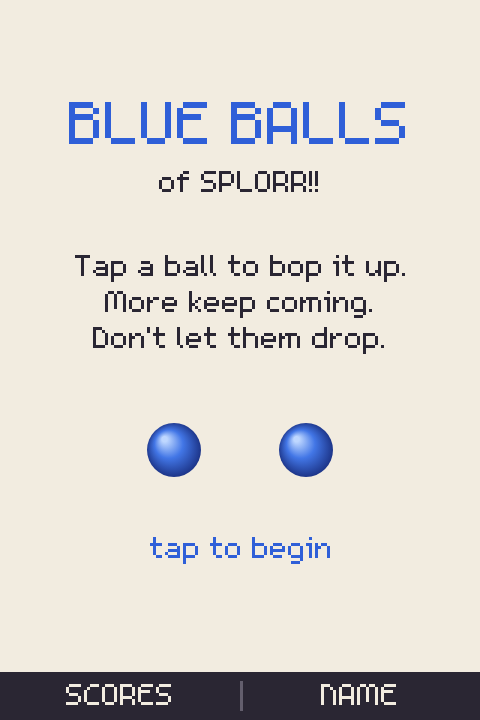 BLUE BALLS
of SPLORR!!
Tap a ball to bop it up.
More keep coming.
Don't let them drop.
tap to begin
SCORES | NAME